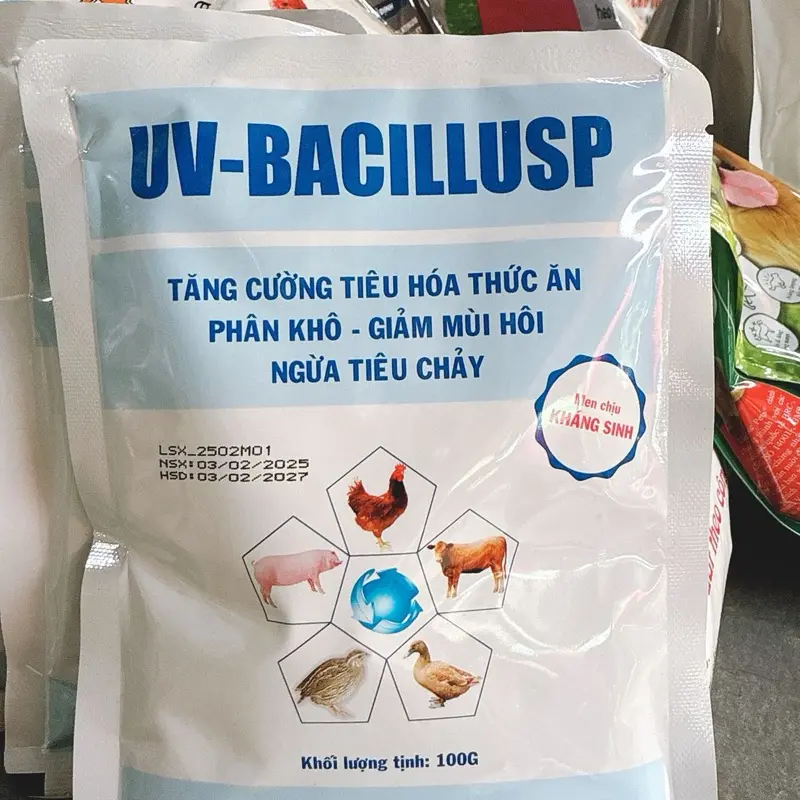 UV-BACILLUSP
TĂNG CƯỜNG TIÊU HÓA THỨC ĂN
PHÂN KHÔ - GIẢM MÙI HÔI
NGỪA TIÊU CHẢY
Men chịu
KHÁNG SINH
LSX_2502M01
NSX:03/02/2025
HSD:03/02/2027
Khối lượng tịnh: 100G